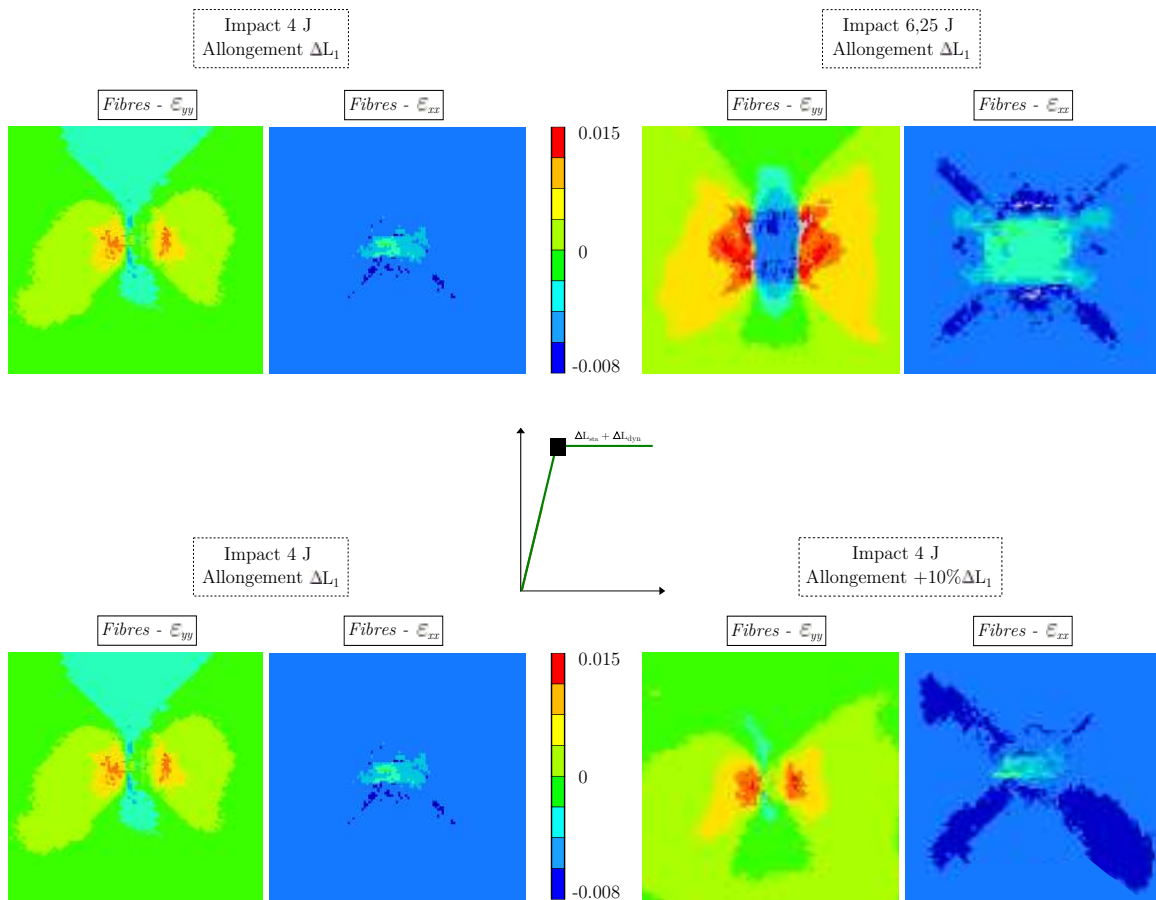 Impact 4 J
Allongement ΔL₁
Impact 6,25 J
Allongement ΔL₁
Fibres - εyy
Fibres - εxx
Fibres - εyy
Fibres - εxx
0.015
0
-0.008
ΔLsta + ΔLdyn
Impact 4 J
Allongement ΔL₁
Impact 4 J
Allongement +10%ΔL₁
Fibres - εyy
Fibres - εxx
Fibres - εyy
Fibres - εxx
0.015
0
-0.008